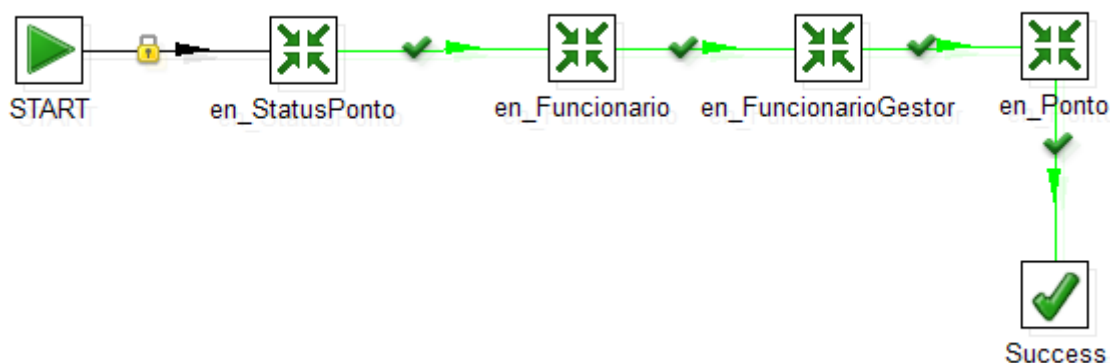 START
en_StatusPonto
en_Funcionario
en_FuncionarioGestor
en_Ponto
Success